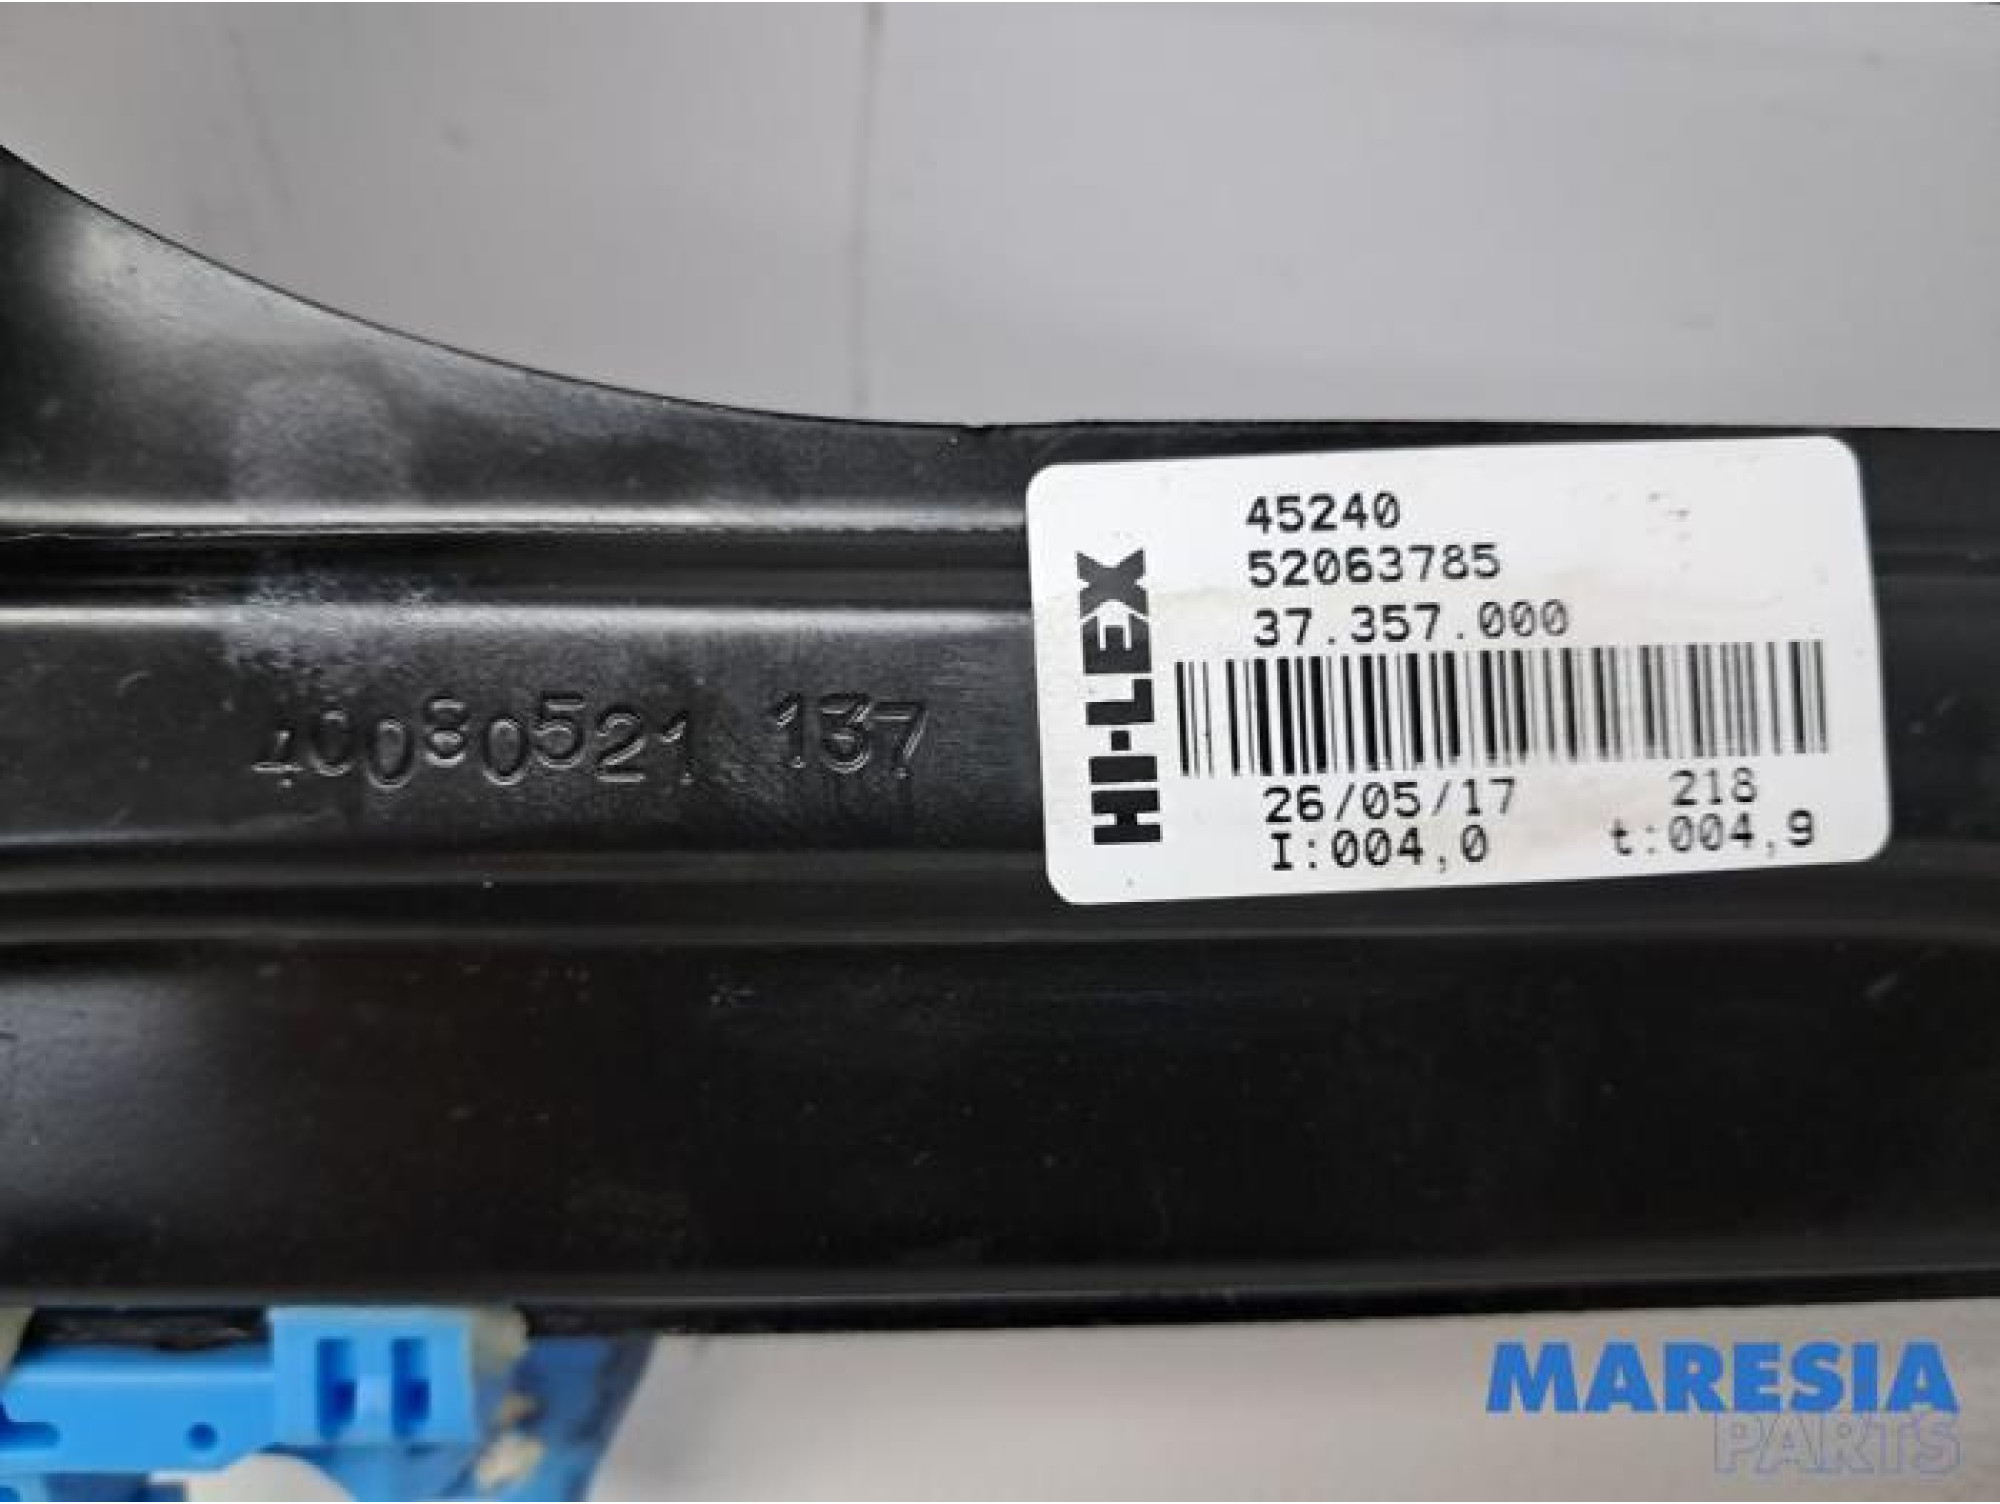 40080521 137
HI-LEX
45240
52063785
37.357.000
26/05/17 218
I:004,0 t:004,9
MARESIA
PARTS